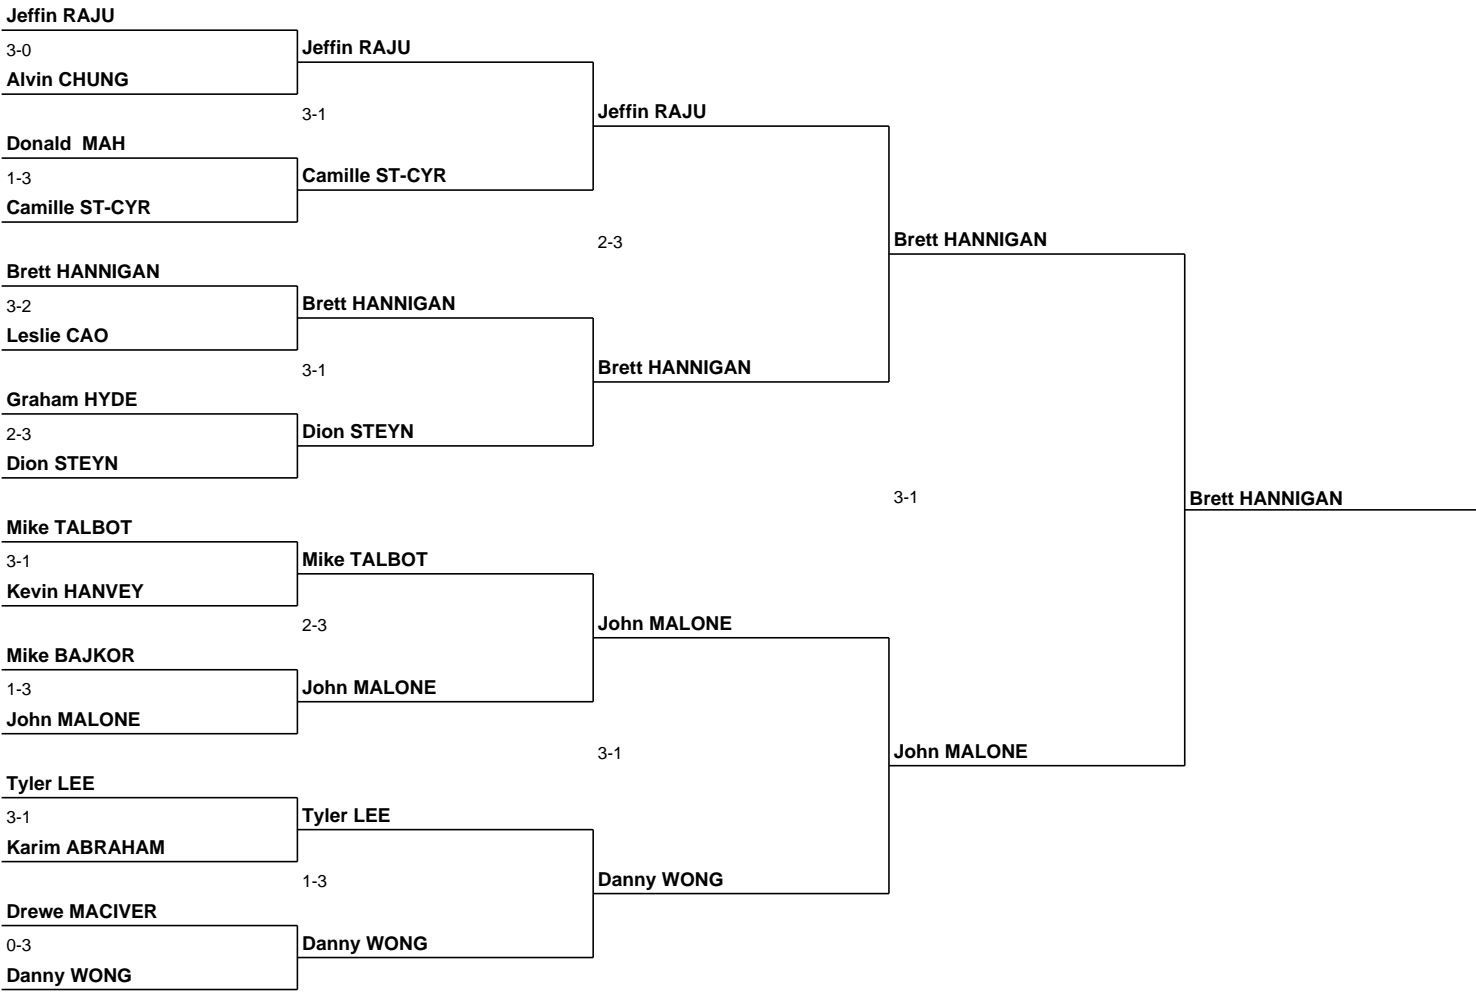 Jeffin RAJU
3-0
Alvin CHUNG
Donald  MAH
1-3
Camille ST-CYR
Brett HANNIGAN
3-2
Leslie CAO
Graham HYDE
2-3
Dion STEYN
Mike TALBOT
3-1
Kevin HANVEY
Mike BAJKOR
1-3
John MALONE
Tyler LEE
3-1
Karim ABRAHAM
Drewe MACIVER
0-3
Danny WONG
Jeffin RAJU
3-1
Camille ST-CYR
Brett HANNIGAN
3-1
Dion STEYN
Mike TALBOT
2-3
John MALONE
Tyler LEE
1-3
Danny WONG
Jeffin RAJU
2-3
Brett HANNIGAN
John MALONE
3-1
Danny WONG
Brett HANNIGAN
3-1
John MALONE
Brett HANNIGAN